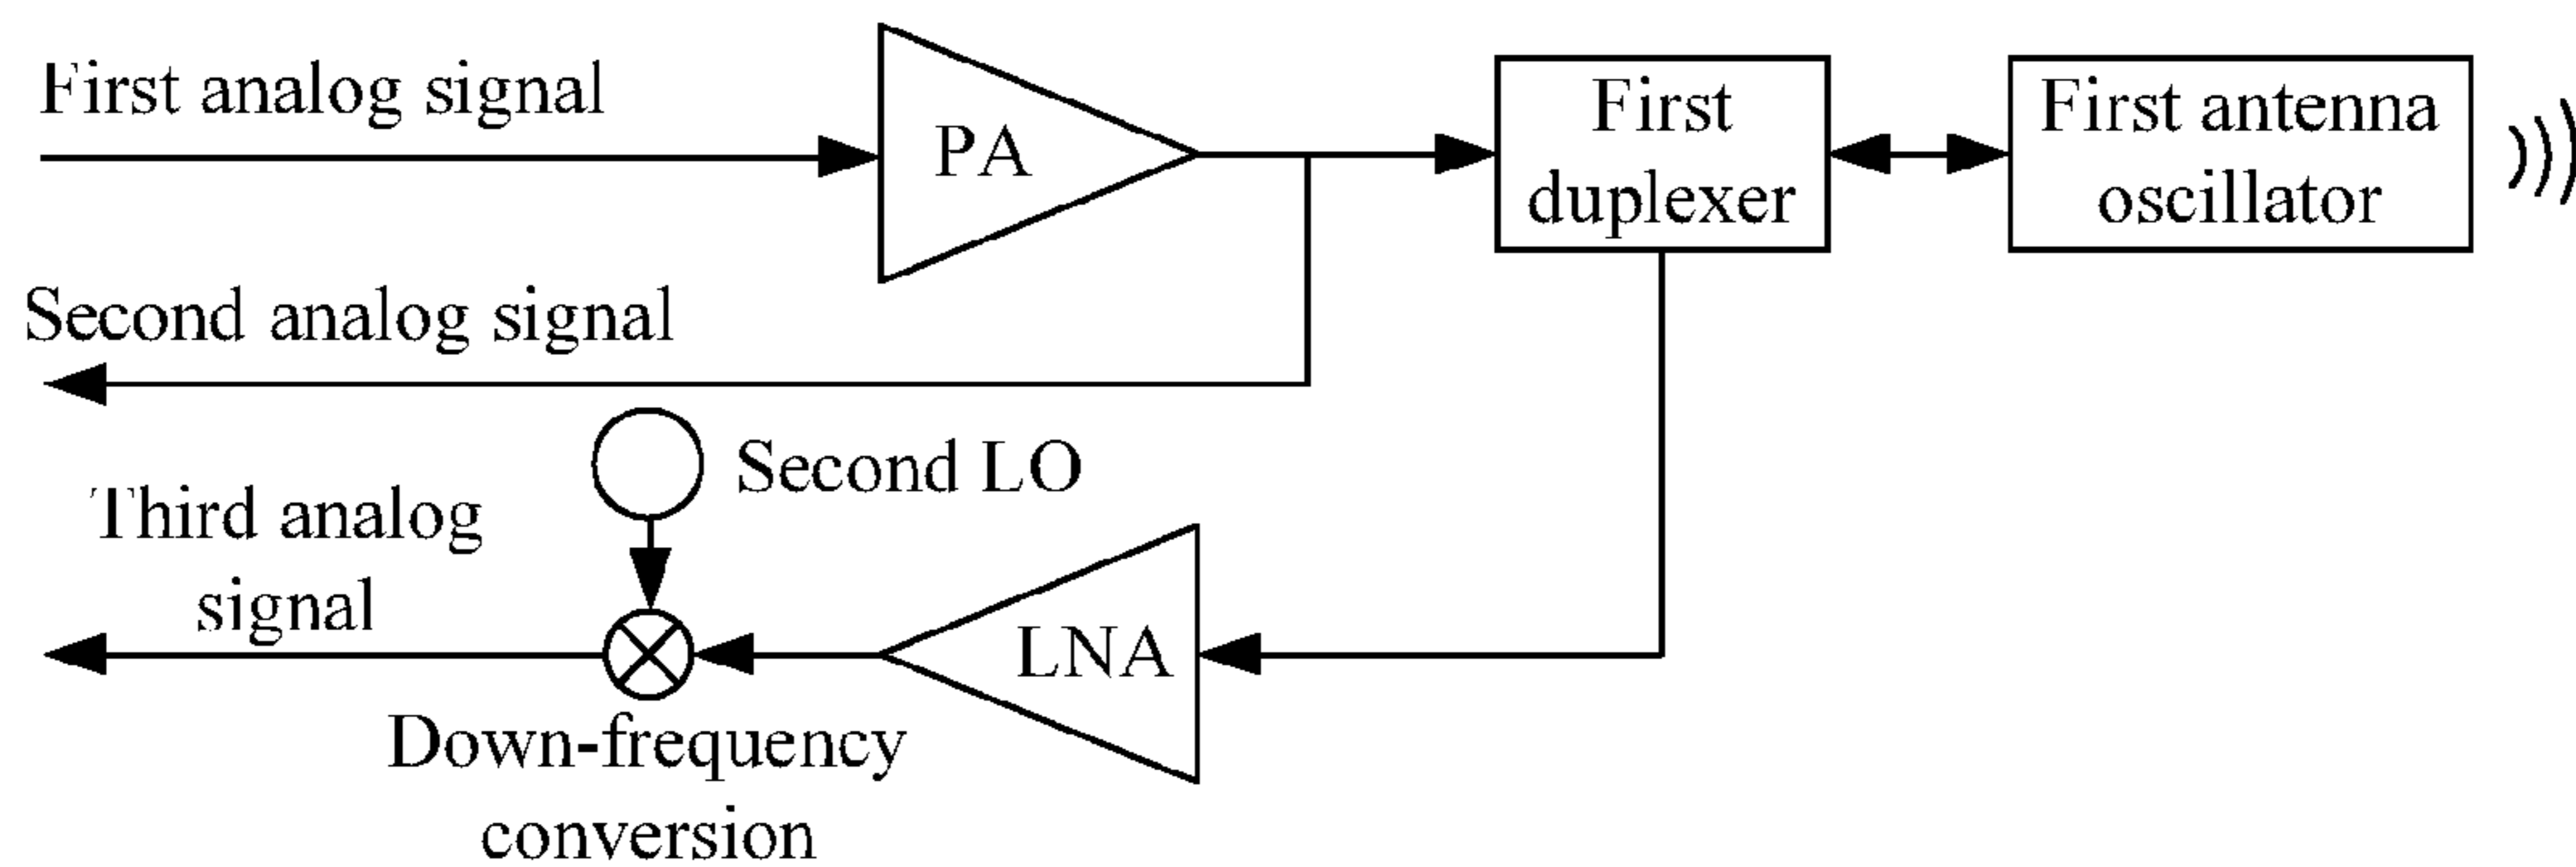 First analog signal
PA
First
duplexer
First antenna
oscillator
Second analog signal
Second LO
Third analog
signal
LNA
Down-frequency
conversion